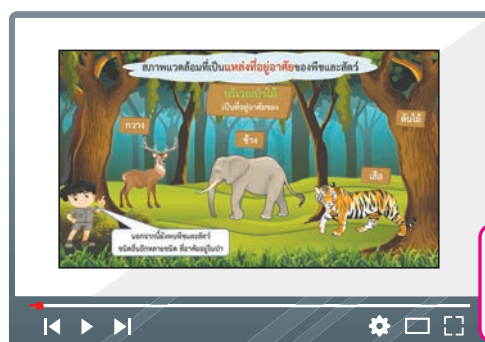 สภาพแวดล้อมที่เป็นแหล่งที่อยู่อาศัยของพืชและสัตว์
บริเวณป่าไม้
เป็นที่อยู่อาศัยของ
กวาง
ช้าง
ต้นไม้
เสือ
นอกจากนี้ยังพบพืชและสัตว์
ชนิดอื่นอีกหลายชนิด ที่อาศัยอยู่ในป่า